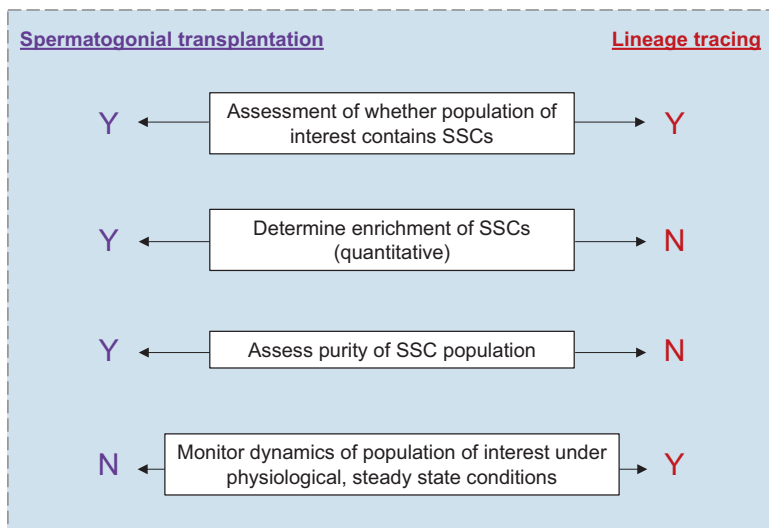 Spermatogonial transplantation Lineage tracing
Y Assessment of whether population of Y
interest contains SSCs
Y Determine enrichment of SSCs N
(quantitative)
Y Assess purity of SSC population N
N Monitor dynamics of population of interest under Y
physiological, steady state conditions